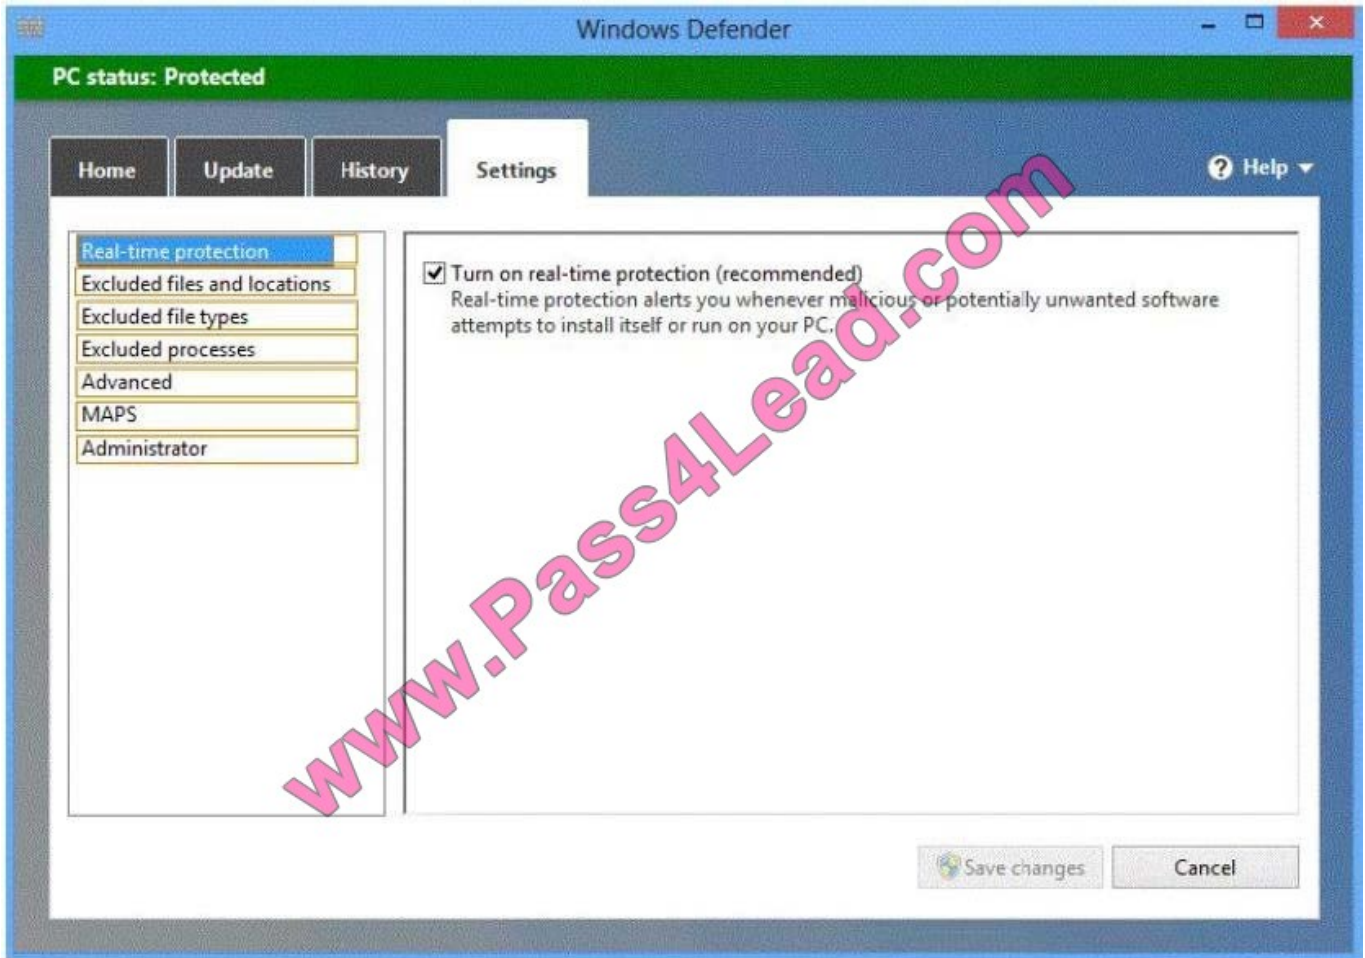 Windows Defender
PC status: Protected
Home
Update
History
Settings
Help
Real-time protection
Excluded files and locations
Excluded file types
Excluded processes
Advanced
MAPS
Administrator
Turn on real-time protection (recommended)
Real-time protection alerts you whenever malicious or potentially unwanted software
attempts to install itself or run on your PC.
www.Pass4Lead.com
Save changes
Cancel